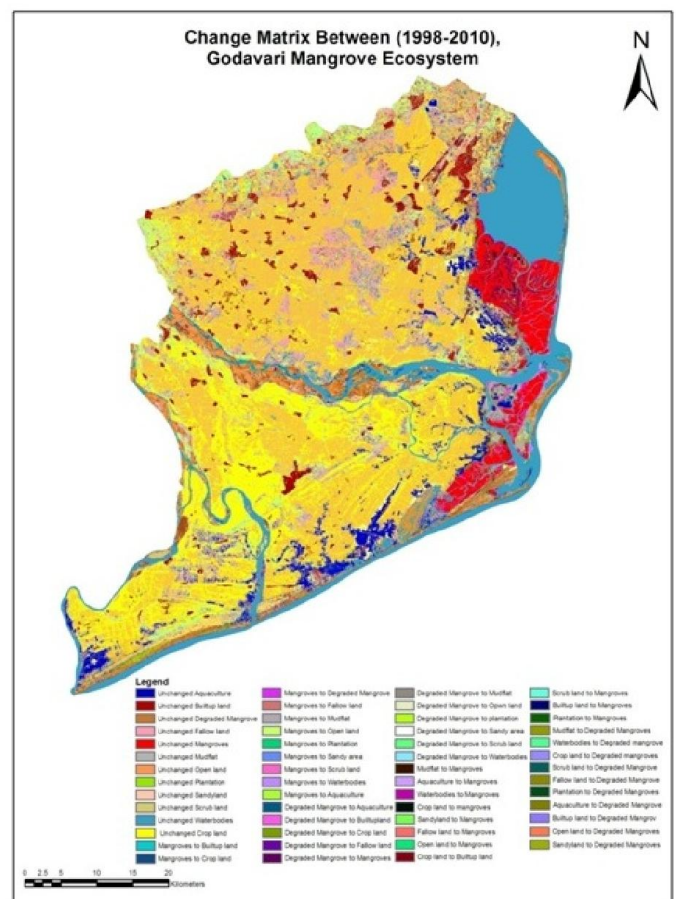 Change Matrix Between (1998-2010),
Godavari Mangrove Ecosystem
N
Legend
Unchanged Aquaculture
Unchanged Builtup land
Unchanged Degraded Mangrove
Unchanged Fallow land
Unchanged Mangroves
Unchanged Mudflat
Unchanged Open land
Unchanged Plantation
Unchanged Sandyland
Unchanged Scrub land
Unchanged Waterbodies
Unchanged Crop land
Mangroves to Builtup land
Mangroves to Crop land
Mangroves to Degraded Mangrove
Mangroves to Fallow land
Mangroves to Mudflat
Mangroves to Open land
Mangroves to Plantation
Mangroves to Sandy area
Mangroves to Scrub land
Mangroves to Waterbodies
Mangroves to Aquaculture
Degraded Mangrove to Aquaculture
Degraded Mangrove to Builtupland
Degraded Mangrove to Crop land
Degraded Mangrove to Fallow land
Degraded Mangrove to Mangroves
Degraded Mangrove to Mudflat
Degraded Mangrove to Open land
Degraded Mangrove to plantation
Degraded Mangrove to Sandy area
Degraded Mangrove to Scrub land
Degraded Mangrove to Waterbodies
Mudflat to Mangroves
Aquaculture to Mangroves
Waterbodies to Mangroves
Crop land to mangroves
Sandyland to Mangroves
Fallow land to Mangroves
Open land to Mangroves
Crop land to Builtup land
Scrub land to Mangroves
Builtup land to Mangroves
Plantation to Mangroves
Mudflat to Degraded Mangroves
Waterbodies to Degraded mangrove
Crop land to Degraded mangroves
Scrub land to Degraded Mangrove
Fallow land to Degraded Mangrove
Plantation to Degraded Mangrove
Aquaculture to Degraded Mangrove
Builtup land to Degraded Mangrov
Open land to Degraded Mangroves
Sandyland to Degraded Mangroves
0 2.5 5 10 15 20
Kilometers